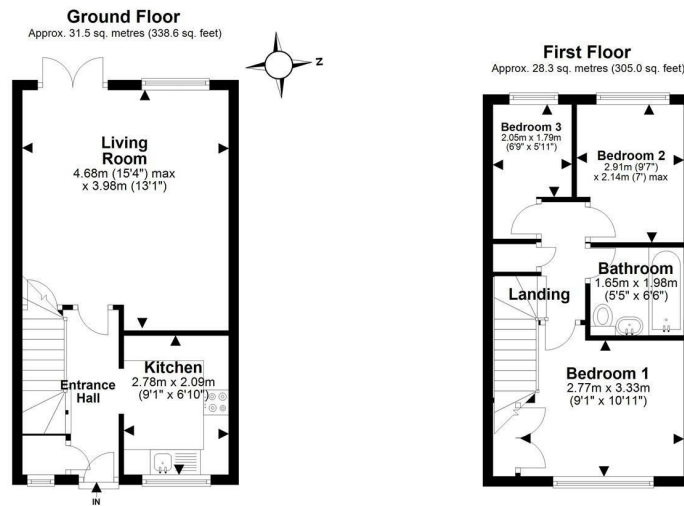 Ground Floor
Approx. 31.5 sq. metres (338.6 sq. feet)
Living
Room
4.68m (15'4") max
x 3.98m (13'1")
Kitchen
2.78m x 2.09m
(9'1" x 6'10")
Entrance
Hall
IN
N
First Floor
Approx. 28.3 sq. metres (305.0 sq. feet)
Bedroom 3
2.05m x 1.79m
(6'9" x 5'11")
Bedroom 2
2.91m (9'7")
x 2.14m (7') max
Bathroom
1.65m x 1.98m
(5'5" x 6'6")
Landing
Bedroom 1
2.77m x 3.33m
(9'1" x 10'11")